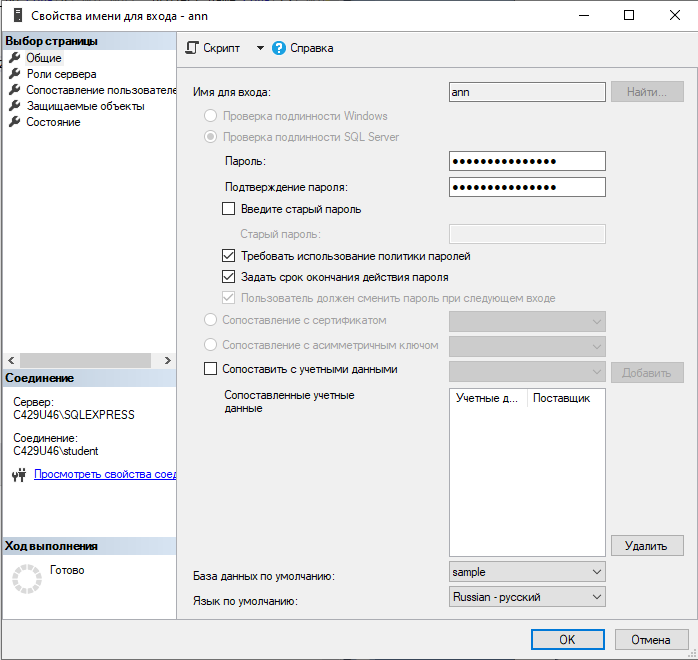 Свойства имени для входа - ann
Выбор страницы
Общие
Роли сервера
Сопоставление пользователе
Защищаемые объекты
Состояние
Соединение
Сервер:
C429U46\SQLEXPRESS
Соединение:
C429U46\student
Просмотреть свойства соед
Ход выполнения
Готово
Скрипт
Справка
Имя для входа: ann Найти...
Проверка подлинности Windows
Проверка подлинности SQL Server
Пароль: ●●●●●●●●●●●●●●●
Подтверждение пароля: ●●●●●●●●●●●●●●●
Введите старый пароль
Старый пароль:
Требовать использование политики паролей
Задать срок окончания действия пароля
Пользователь должен сменить пароль при следующем входе
Сопоставление с сертификатом
Сопоставление с асимметричным ключом
Сопоставить с учетными данными Добавить
Сопоставленные учетные
данные
Учетные д... Поставщик
Удалить
База данных по умолчанию: sample
Язык по умолчанию: Russian - русский
OK Отмена